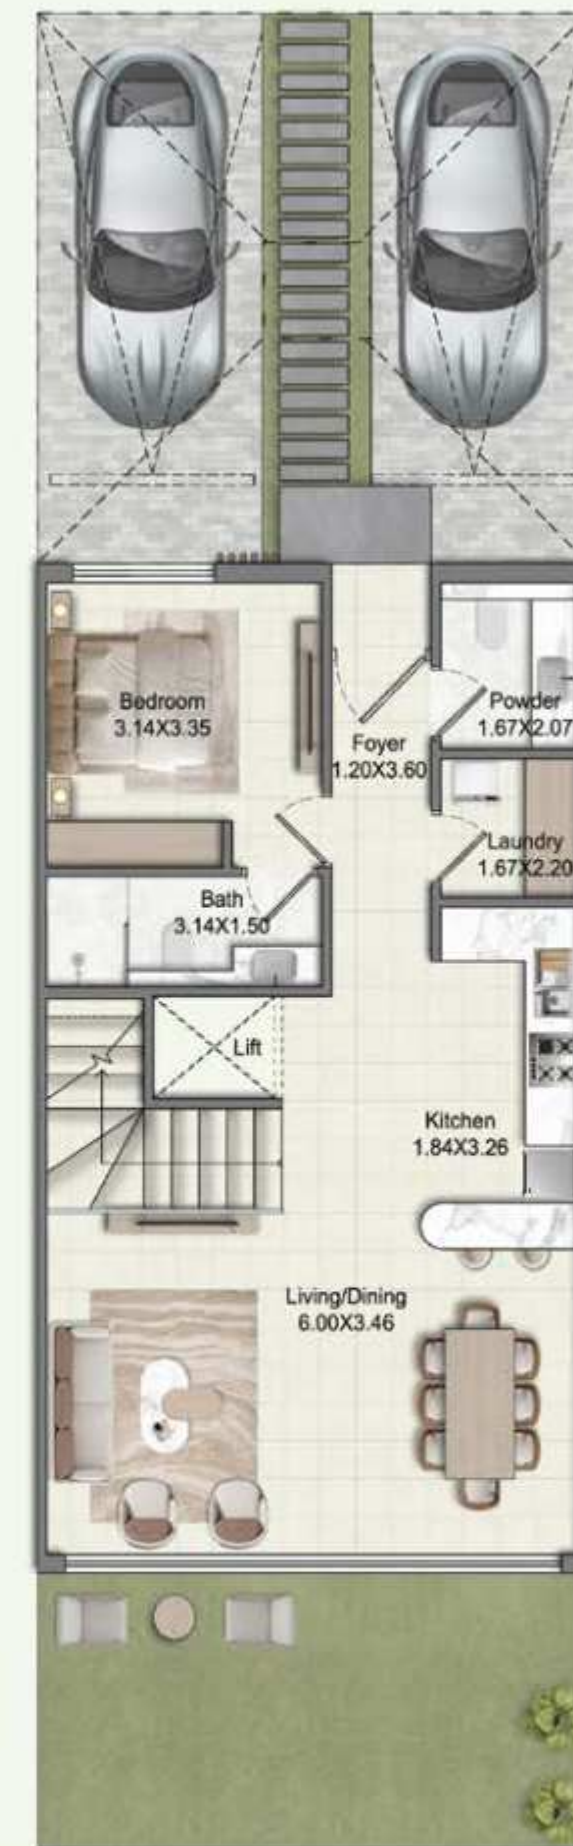 Bedroom
3.14X3.35
Powder
1.67X2.07
Foyer
1.20X3.60
Laundry
1.67X2.20
Bath
3.14X1.50
Lift
Kitchen
1.84X3.26
Living/Dining
6.00X3.46